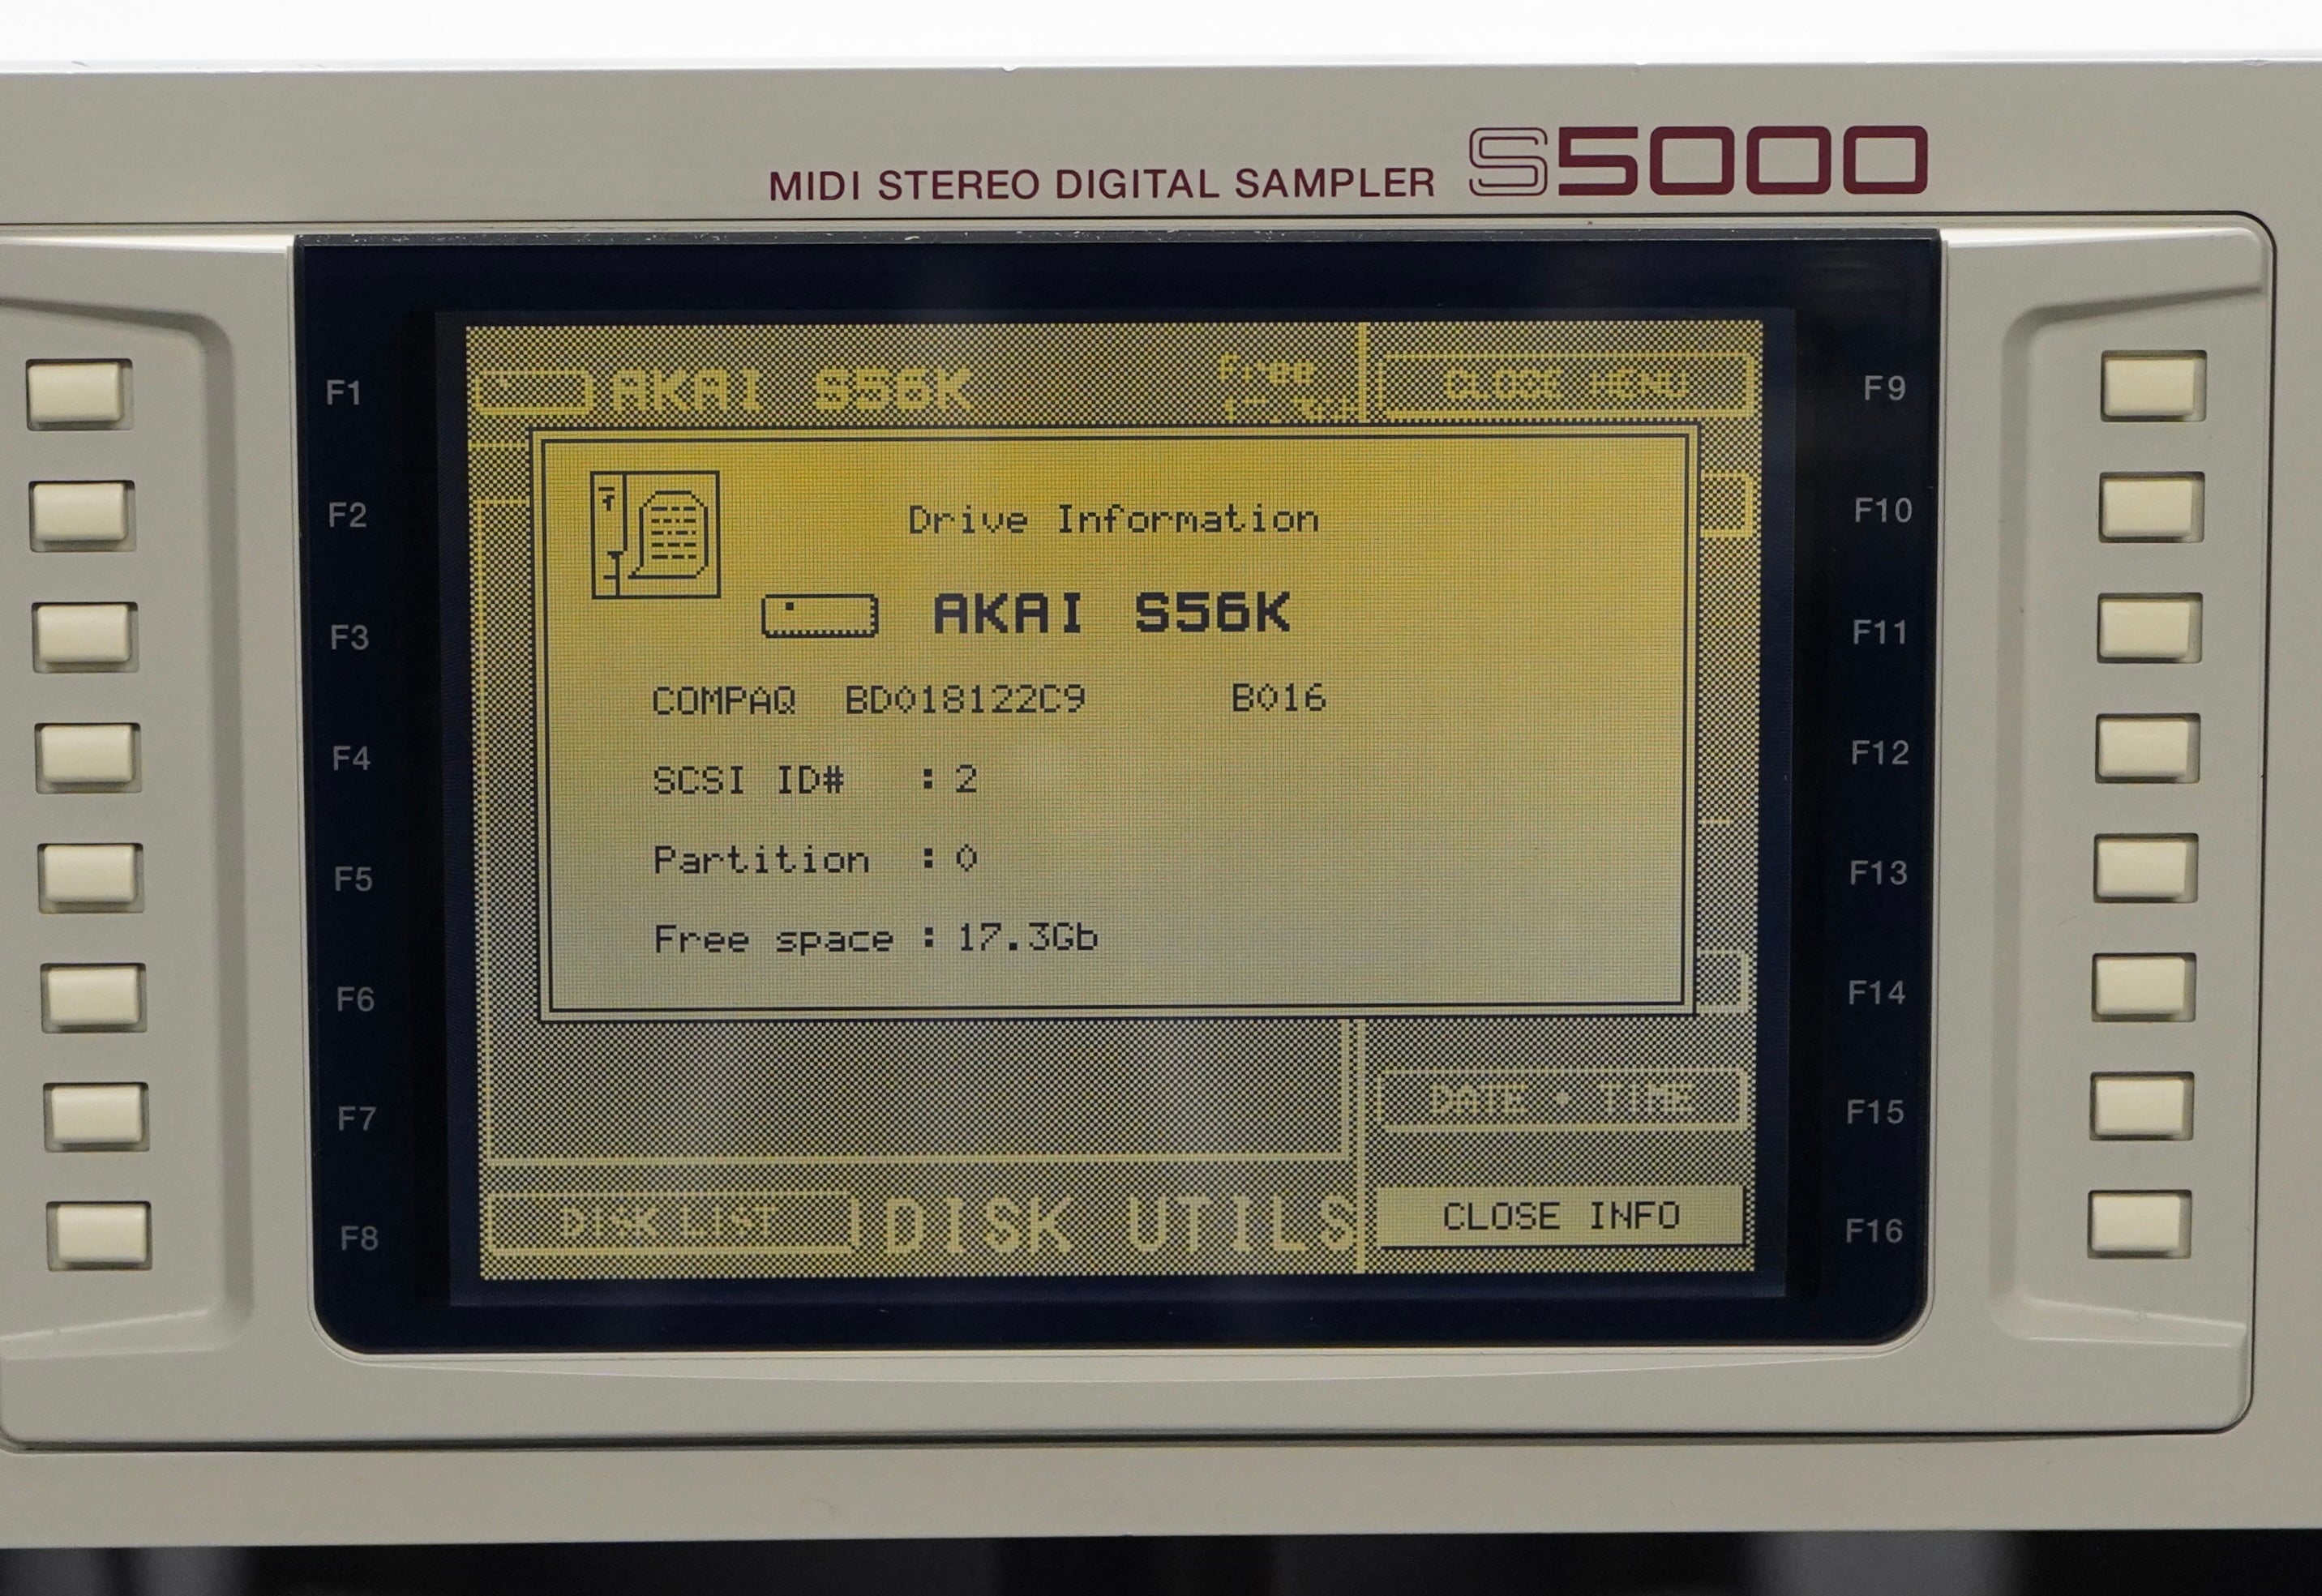 MIDI STEREO DIGITAL SAMPLER S5000
F1
AKAI S56K
Free
CLOSE MENU
F9
F2
Drive Information
F10
F3
AKAI S56K
F11
COMPAQ BD018122C9 B016
F4
SCSI ID# : 2
F12
F5
Partition : 0
F13
F6
Free space : 17.3Gb
F14
F7
DATE • TIME
F15
F8
DISK LIST
DISK UTILS
CLOSE INFO
F16